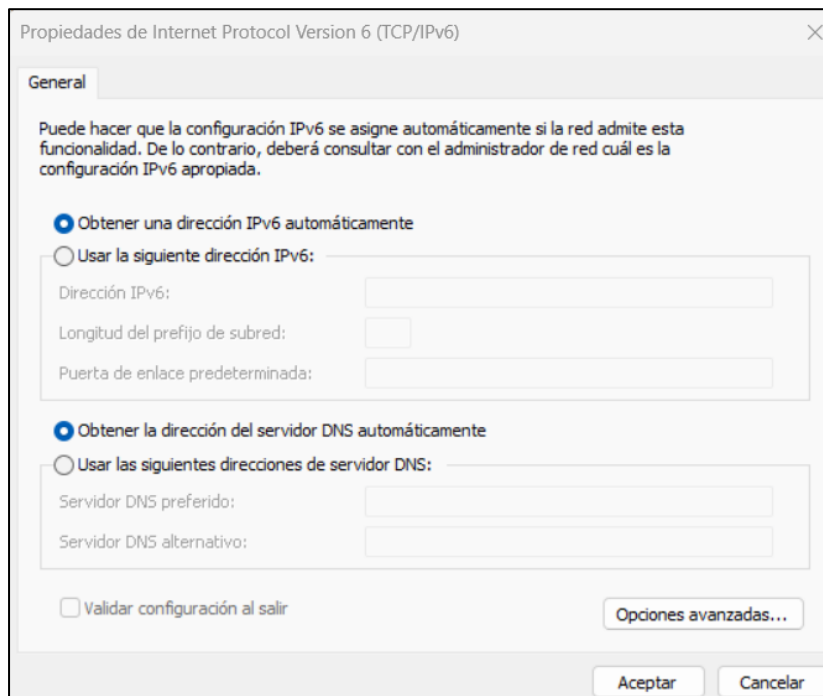 Propiedades de Internet Protocol Version 6 (TCP/IPv6)
General
Puede hacer que la configuración IPv6 se asigne automáticamente si la red admite esta
funcionalidad. De lo contrario, deberá consultar con el administrador de red cuál es la
configuración IPv6 apropiada.
Obtener una dirección IPv6 automáticamente
Usar la siguiente dirección IPv6:
Dirección IPv6:
Longitud del prefijo de subred:
Puerta de enlace predeterminada:
Obtener la dirección del servidor DNS automáticamente
Usar las siguientes direcciones de servidor DNS:
Servidor DNS preferido:
Servidor DNS alternativo:
Validar configuración al salir
Opciones avanzadas...
Aceptar
Cancelar